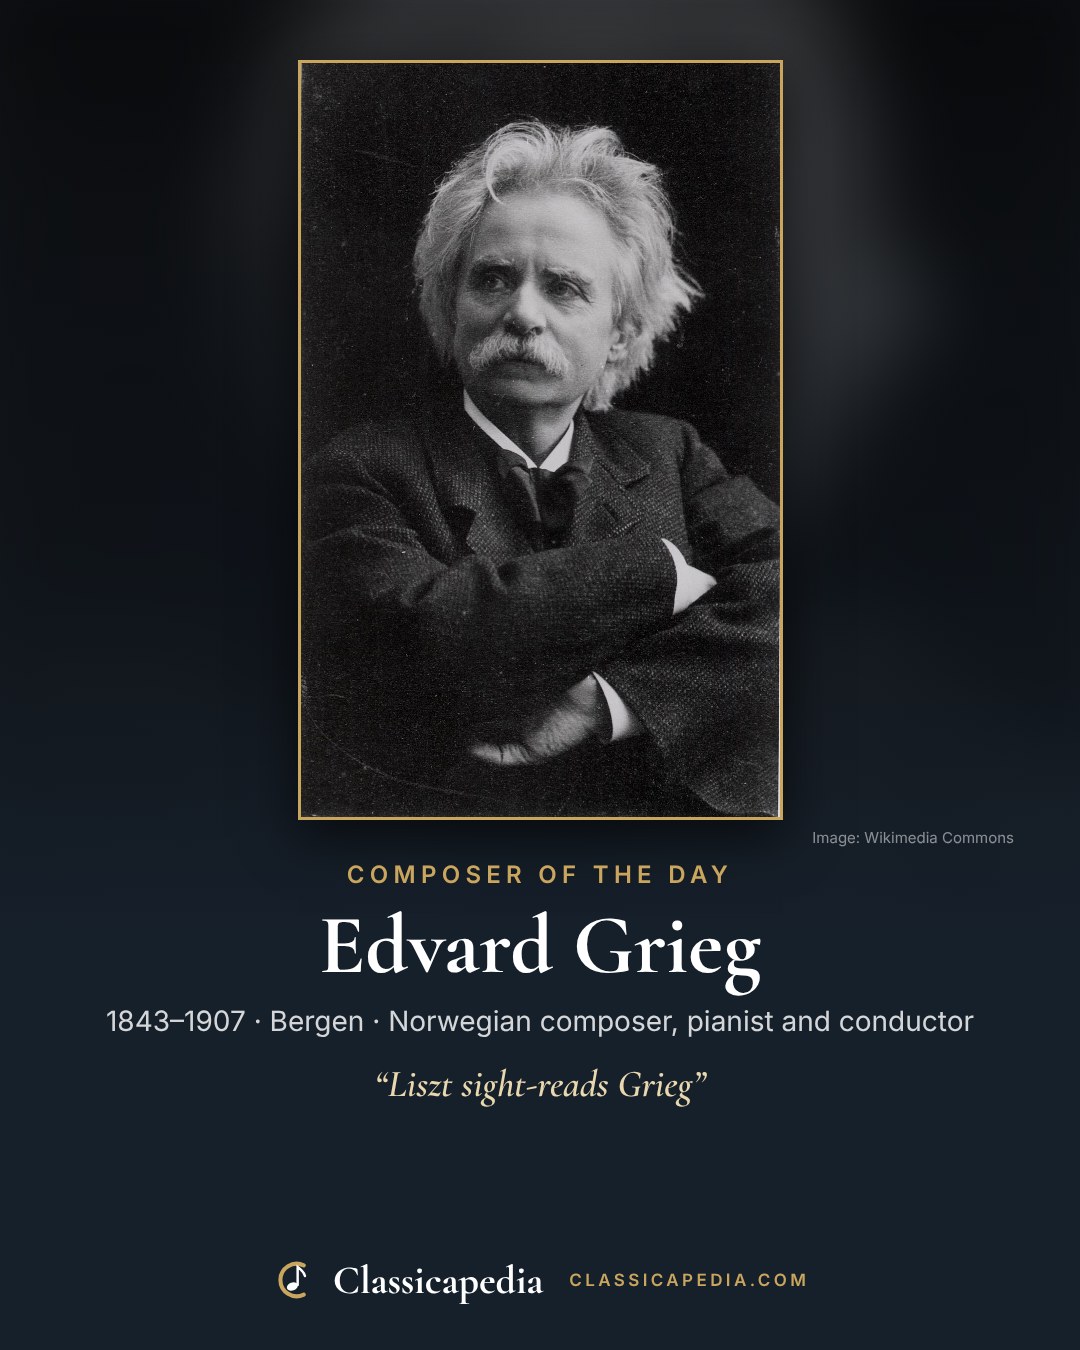 Image: Wikimedia Commons
COMPOSER OF THE DAY
Edvard Grieg
1843–1907 · Bergen · Norwegian composer, pianist and conductor
“Liszt sight-reads Grieg”
Classicapedia CLASSICAPEDIA.COM